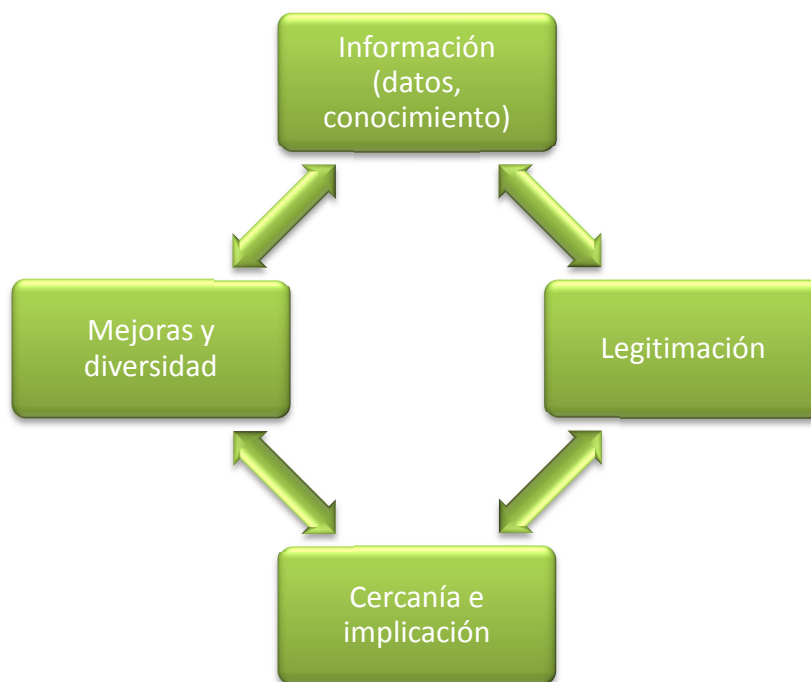 Información
(datos,
conocimiento)
Mejoras y
diversidad
Legitimación
Cercanía e
implicación